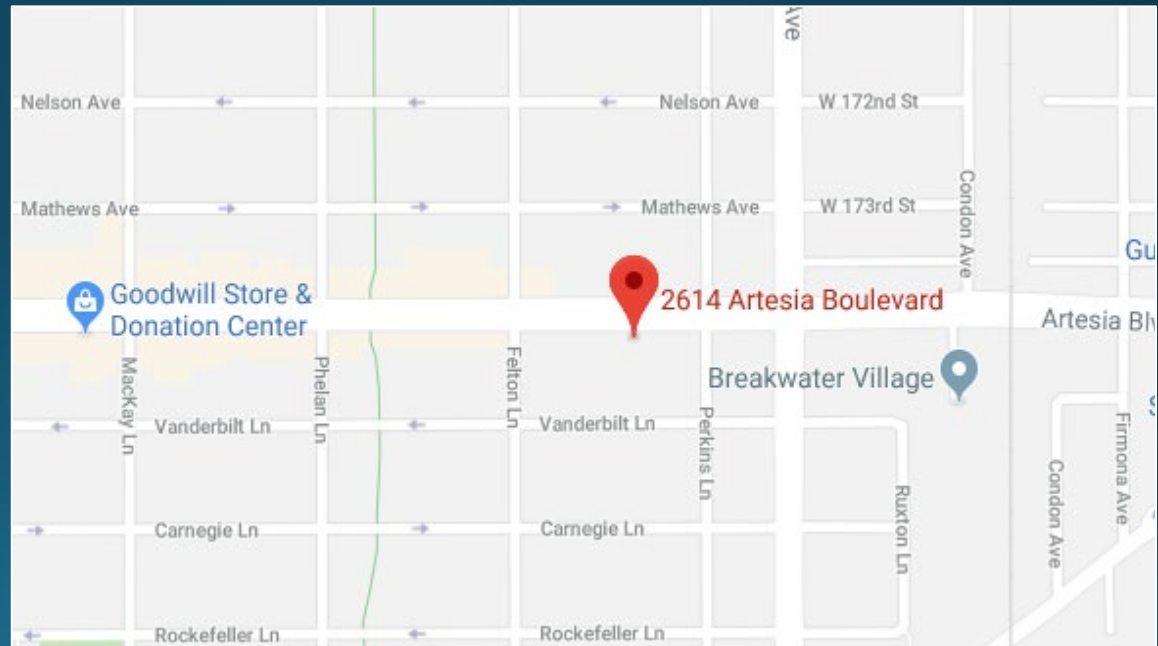 Ave
Nelson Ave
Nelson Ave
W 172nd St
Mathews Ave
Mathews Ave
W 173rd St
Condon Ave
Gu
Goodwill Store &
Donation Center
2614 Artesia Boulevard
Artesia Blv
Breakwater Village
MacKay Ln
Phelan Ln
Felton Ln
Perkins Ln
Vanderbilt Ln
Vanderbilt Ln
Firmona Ave
Condon Ave
Ruxton Ln
Carnegie Ln
Carnegie Ln
Rockefeller Ln
Rockefeller Ln